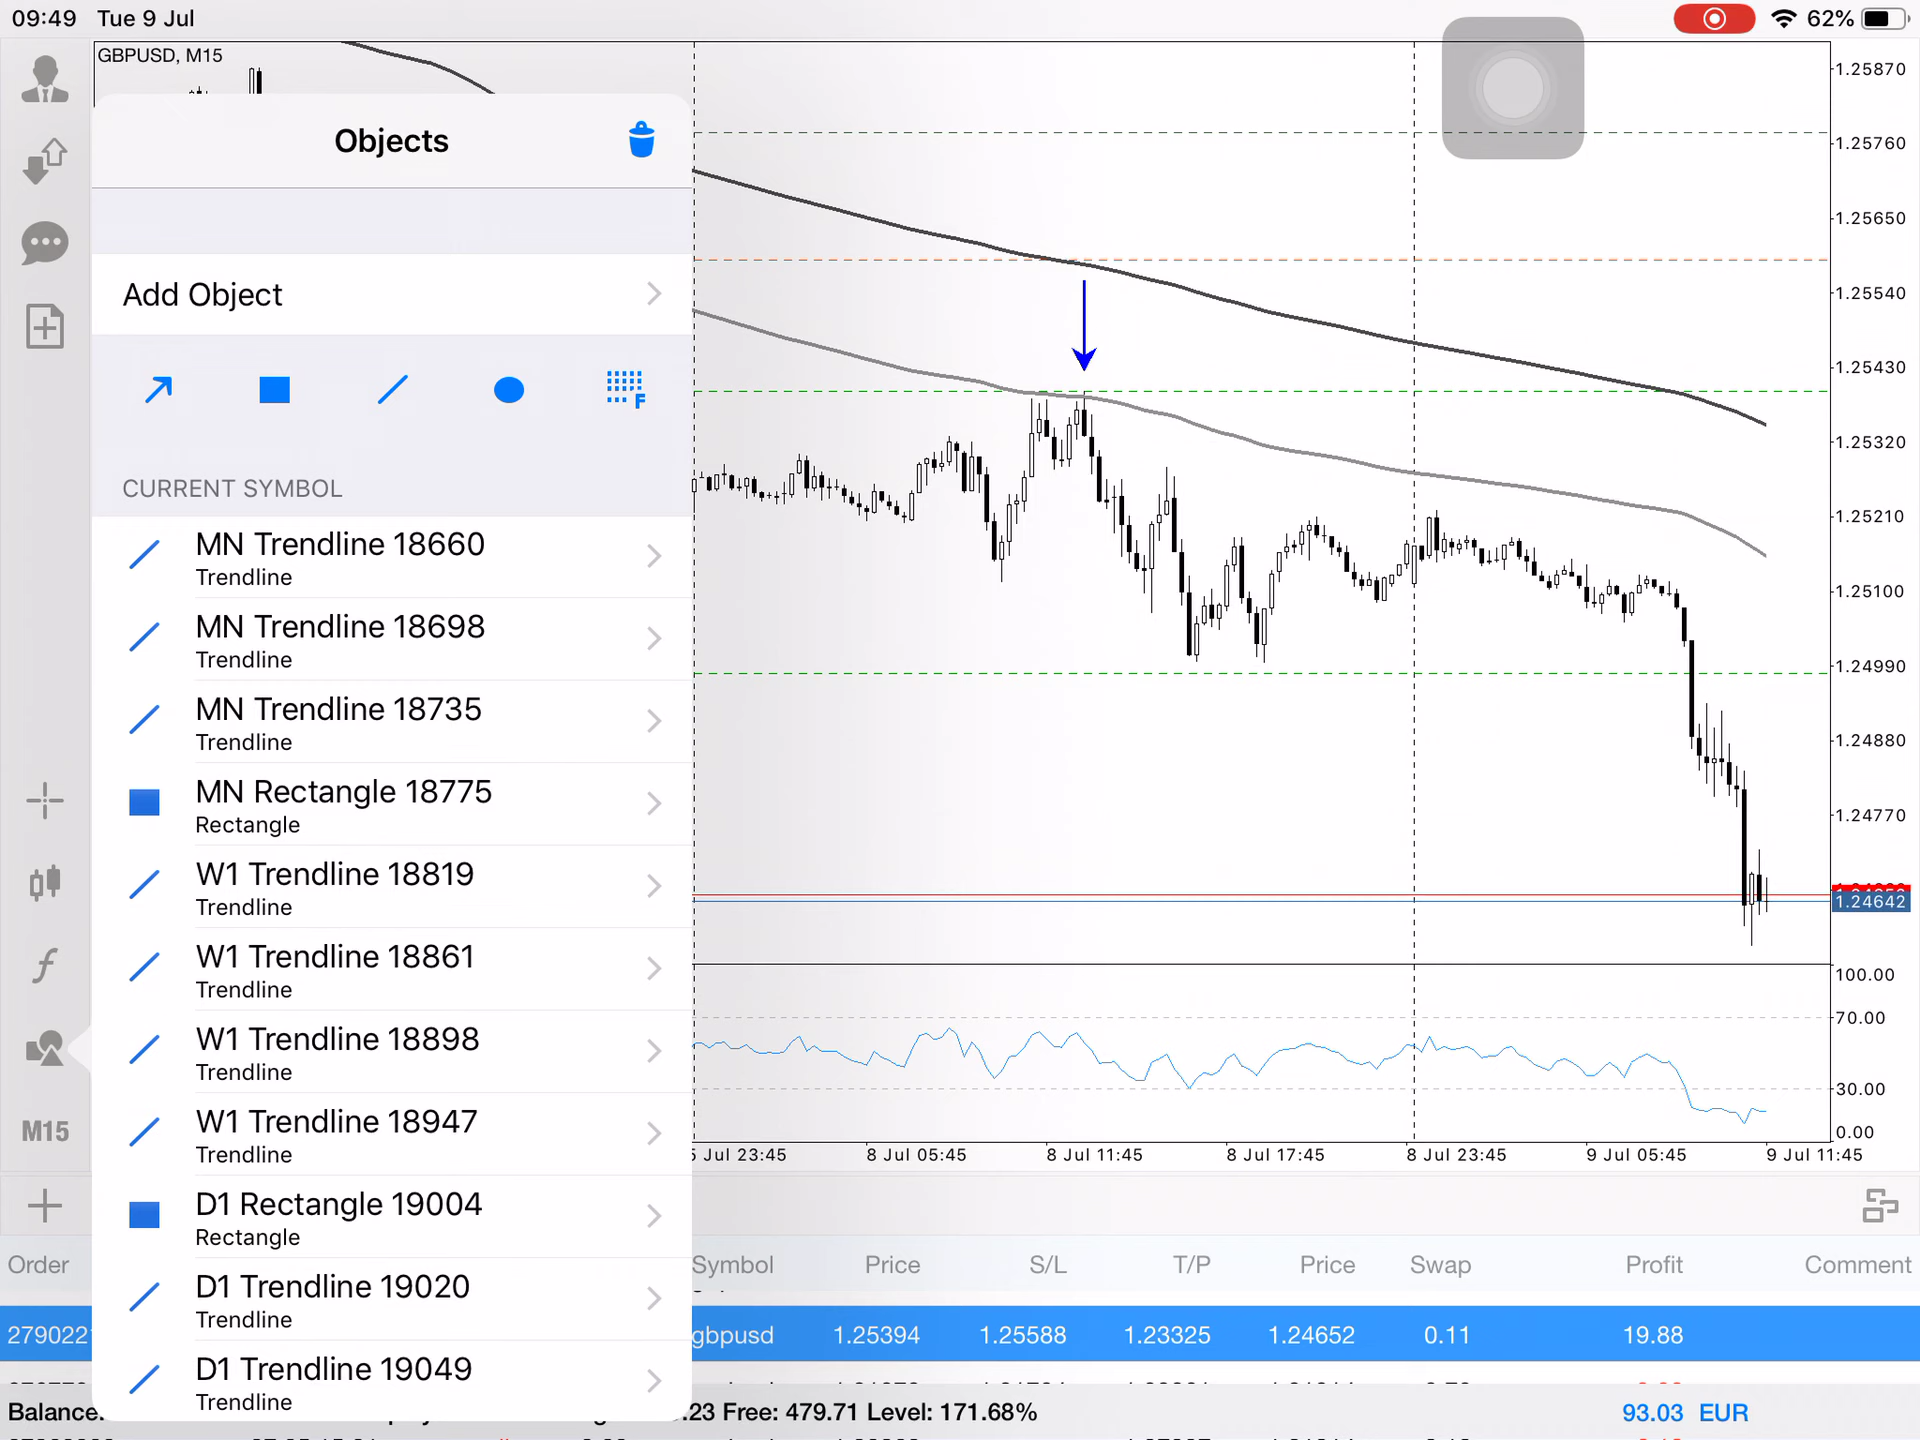 09:49 Tue 9 Jul
62%
GBPUSD, M15
Objects
Add Object
F
CURRENT SYMBOL
MN Trendline 18660
Trendline
MN Trendline 18698
Trendline
MN Trendline 18735
Trendline
MN Rectangle 18775
Rectangle
W1 Trendline 18819
Trendline
W1 Trendline 18861
Trendline
W1 Trendline 18898
Trendline
W1 Trendline 18947
Trendline
D1 Rectangle 19004
Rectangle
D1 Trendline 19020
Trendline
D1 Trendline 19049
Trendline
f
M15
1.25870
1.25760
1.25650
1.25540
1.25430
1.25320
1.25210
1.25100
1.24990
1.24880
1.24770
1.24642
100.00
70.00
30.00
0.00
5 Jul 23:45 8 Jul 05:45 8 Jul 11:45 8 Jul 17:45 8 Jul 23:45 9 Jul 05:45 9 Jul 11:45
Order Symbol Price S/L T/P Price Swap Profit Comment
279022 gbpusd 1.25394 1.25588 1.23325 1.24652 0.11 19.88
Balance: .23 Free: 479.71 Level: 171.68% 93.03 EUR